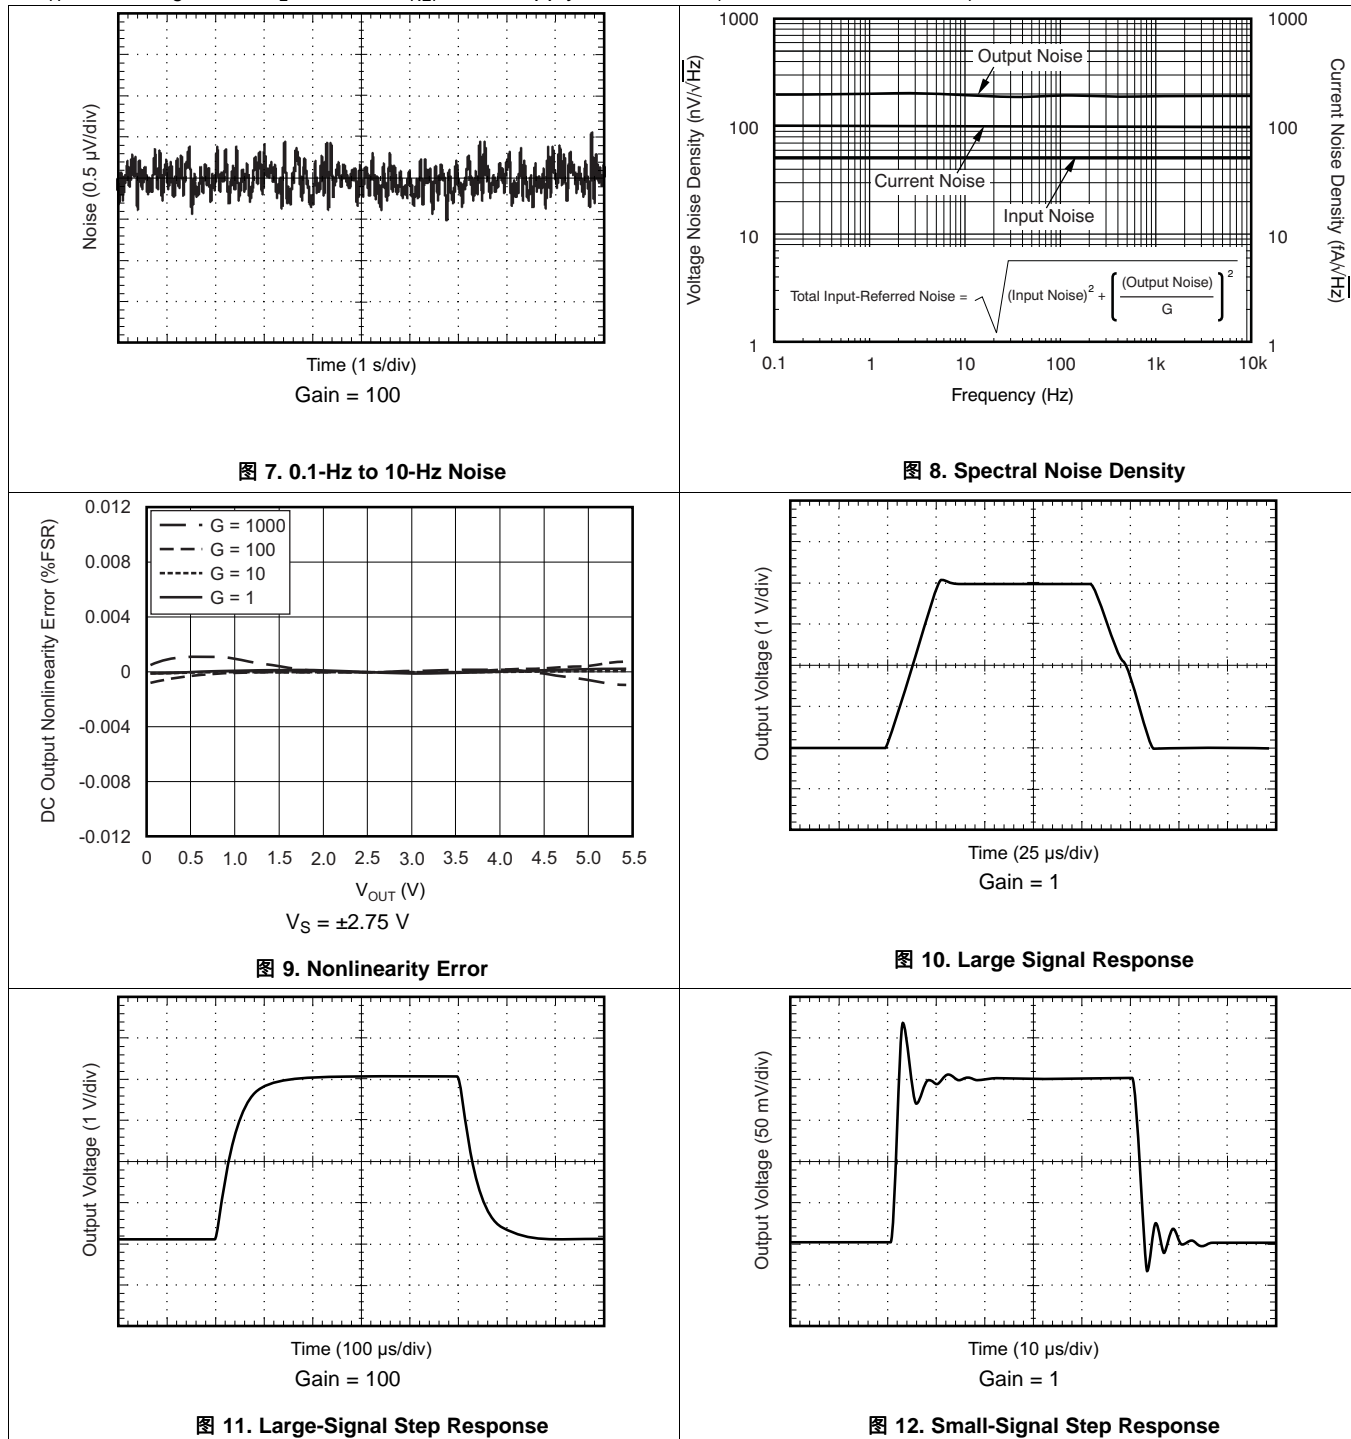 Noise (0.5 µV/div)
Time (1 s/div)
Gain = 100
图 7. 0.1-Hz to 10-Hz Noise
Voltage Noise Density (nV/√Hz)
1000
100
10
1
Output Noise
Current Noise
Input Noise
Total Input-Referred Noise = √ (Input Noise)² + [ (Output Noise) / G ]²
1000
100
10
1
Current Noise Density (fA/√Hz)
0.1 1 10 100 1k 10k
Frequency (Hz)
图 8. Spectral Noise Density
DC Output Nonlinearity Error (%FSR)
0.012
0.008
0.004
0
-0.004
-0.008
-0.012
G = 1000
G = 100
G = 10
G = 1
0 0.5 1.0 1.5 2.0 2.5 3.0 3.5 4.0 4.5 5.0 5.5
VOUT (V)
VS = ±2.75 V
图 9. Nonlinearity Error
Output Voltage (1 V/div)
Time (25 µs/div)
Gain = 1
图 10. Large Signal Response
Output Voltage (1 V/div)
Time (100 µs/div)
Gain = 100
图 11. Large-Signal Step Response
Output Voltage (50 mV/div)
Time (10 µs/div)
Gain = 1
图 12. Small-Signal Step Response